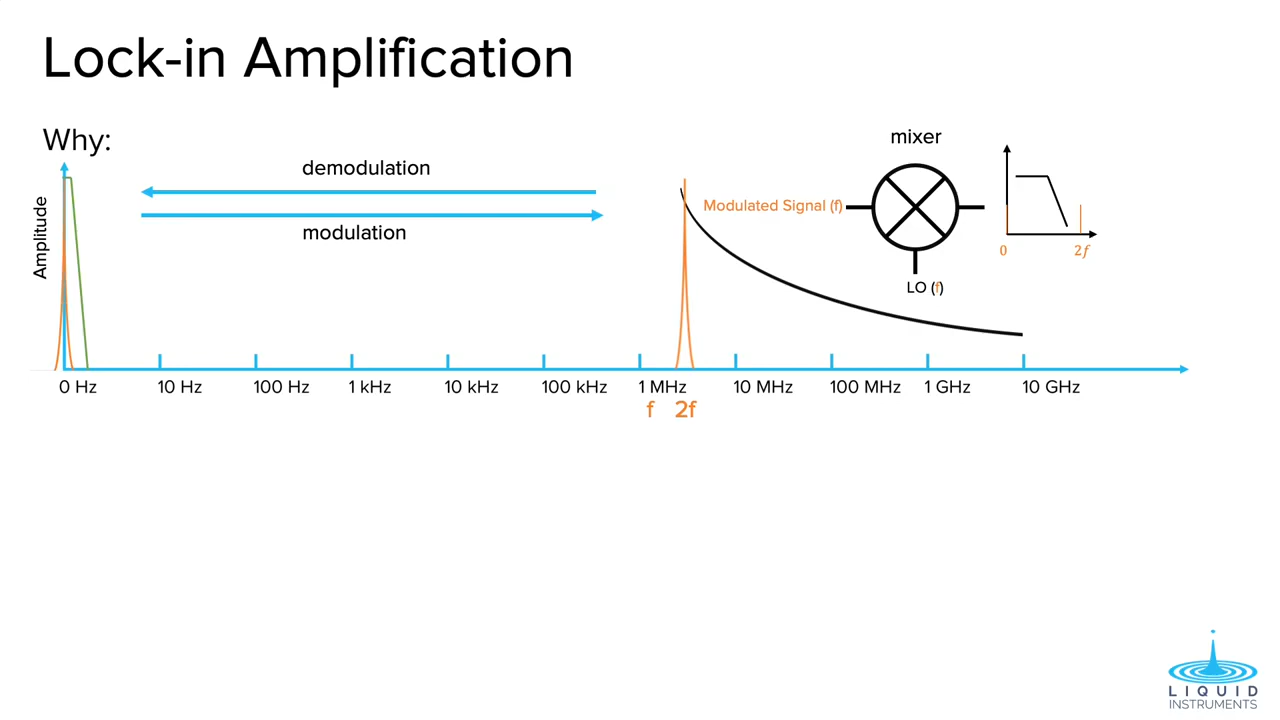 Lock-in Amplification
Why:
mixer
demodulation
modulation
Amplitude
Modulated Signal (f)
0
2f
LO (f)
0 Hz
10 Hz
100 Hz
1 kHz
10 kHz
100 kHz
1 MHz
10 MHz
100 MHz
1 GHz
10 GHz
f
2f
LIQUID
INSTRUMENTS